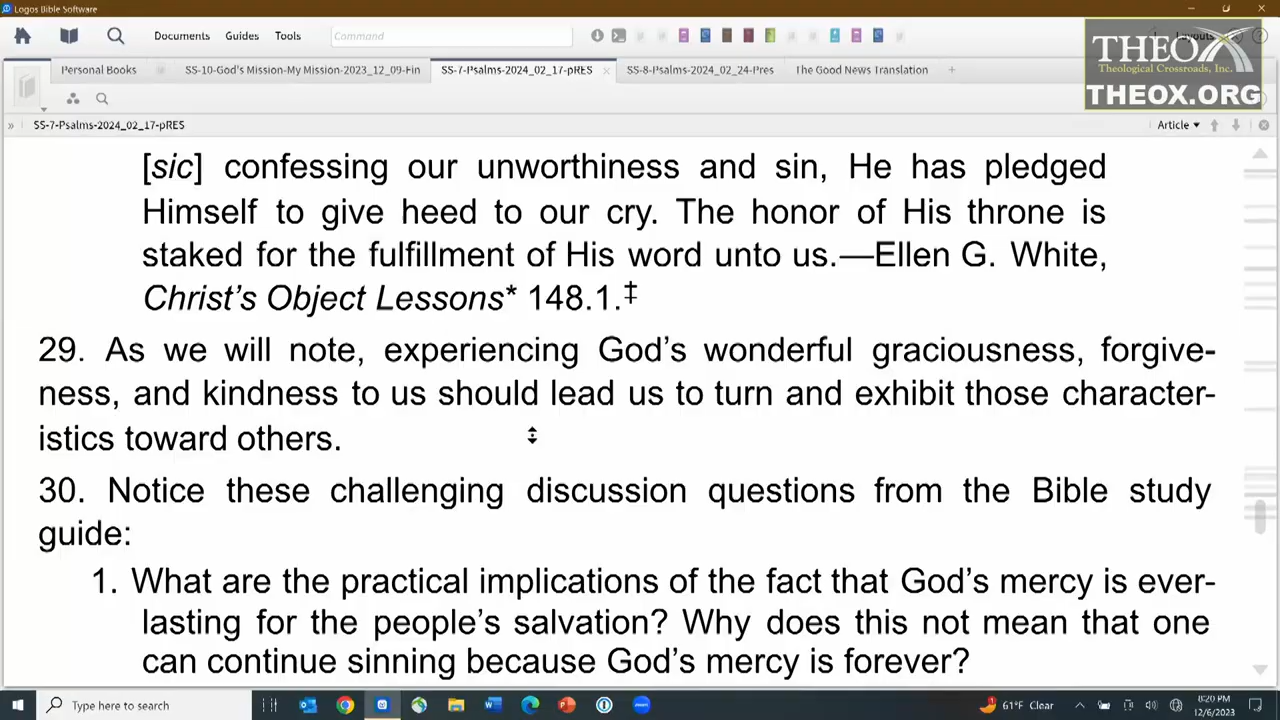 Logos Bible Software
Documents Guides Tools Command
THEOX
Theological Crossroads, Inc.
THEOX.ORG
Personal Books SS-10-God's Mission-My Mission-2023_12_09-Fin SS-7-Psalms-2024_02_17-pRES SS-8-Psalms-2024_02_24-Pres The Good News Translation
SS-7-Psalms-2024_02_17-pRES Article
[sic] confessing our unworthiness and sin, He has pledged
Himself to give heed to our cry. The honor of His throne is
staked for the fulfillment of His word unto us.—Ellen G. White,
Christ's Object Lessons* 148.1.‡
29. As we will note, experiencing God's wonderful graciousness, forgive-
ness, and kindness to us should lead us to turn and exhibit those character-
istics toward others.
30. Notice these challenging discussion questions from the Bible study
guide:
1. What are the practical implications of the fact that God's mercy is ever-
lasting for the people's salvation? Why does this not mean that one
can continue sinning because God's mercy is forever?
Type here to search 61°F Clear 8:20 PM
12/6/2023